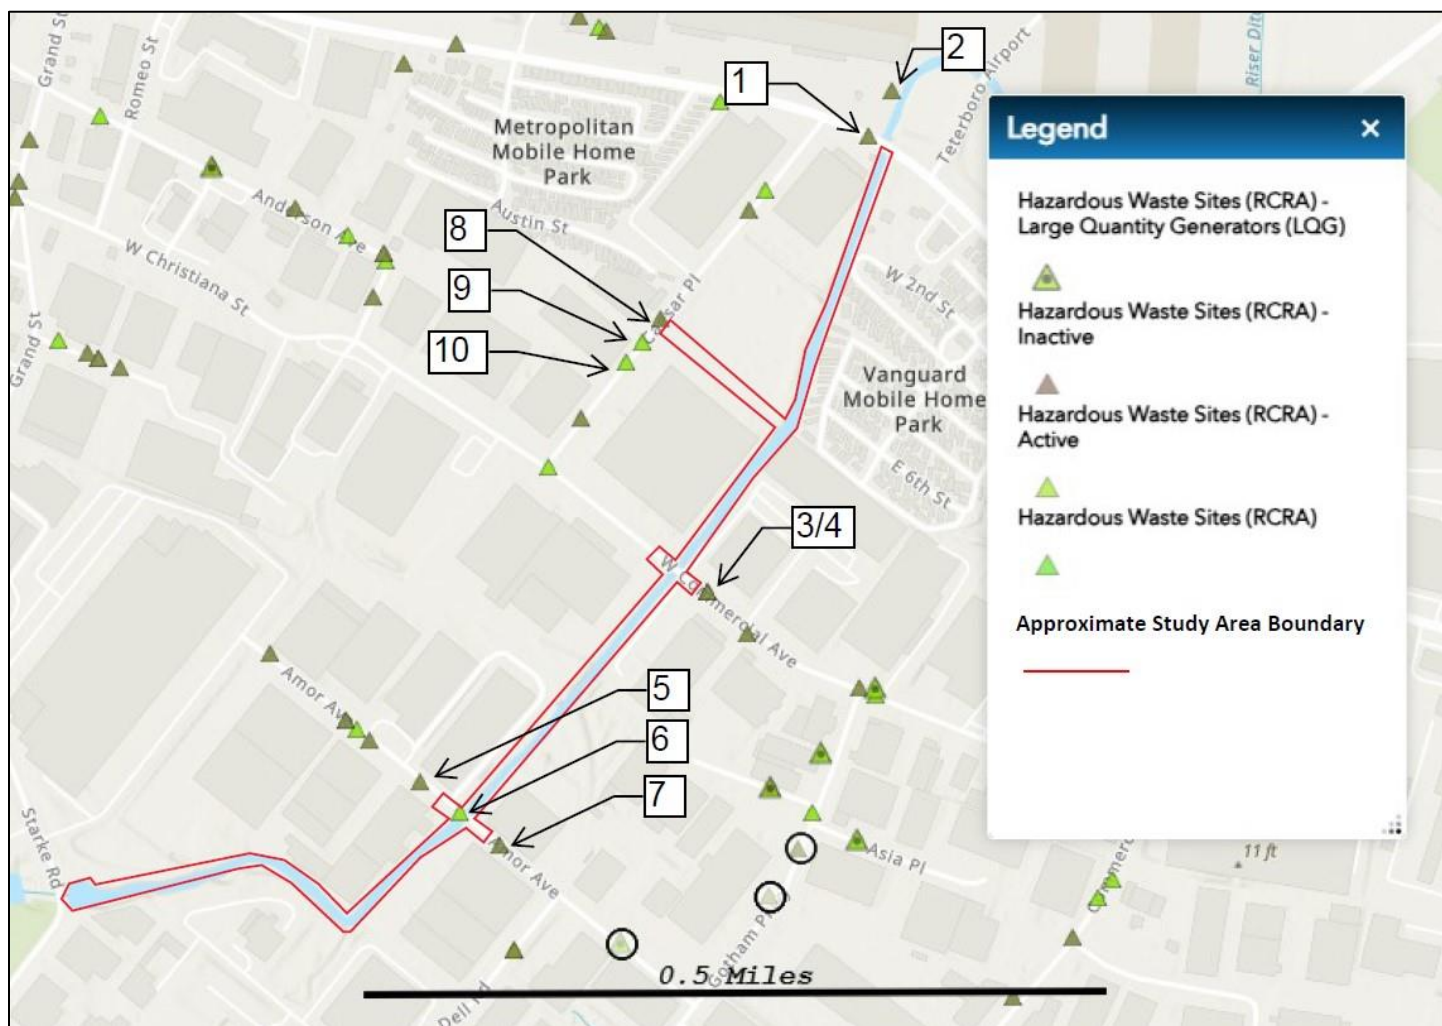 Grand St
Romeo St
2
Riser Ditc
1
Teterboro Airport
Metropolitan
Mobile Home
Park
Anderson Ave
Austin St
8
W Christiana St
9
Caesar Pl
W 2nd St
10
Grand St
Vanguard
Mobile Home
Park
E 6th St
3/4
W Commercial Ave
5
Amor Ave
6
7
Starke Rd
Amor Ave
Asia Pl
11 ft
Commerc
Gotham P
0.5 Miles
Dell Rd
Legend
×
Hazardous Waste Sites (RCRA) -
Large Quantity Generators (LQG)
Hazardous Waste Sites (RCRA) -
Inactive
Hazardous Waste Sites (RCRA) -
Active
Hazardous Waste Sites (RCRA)
Approximate Study Area Boundary